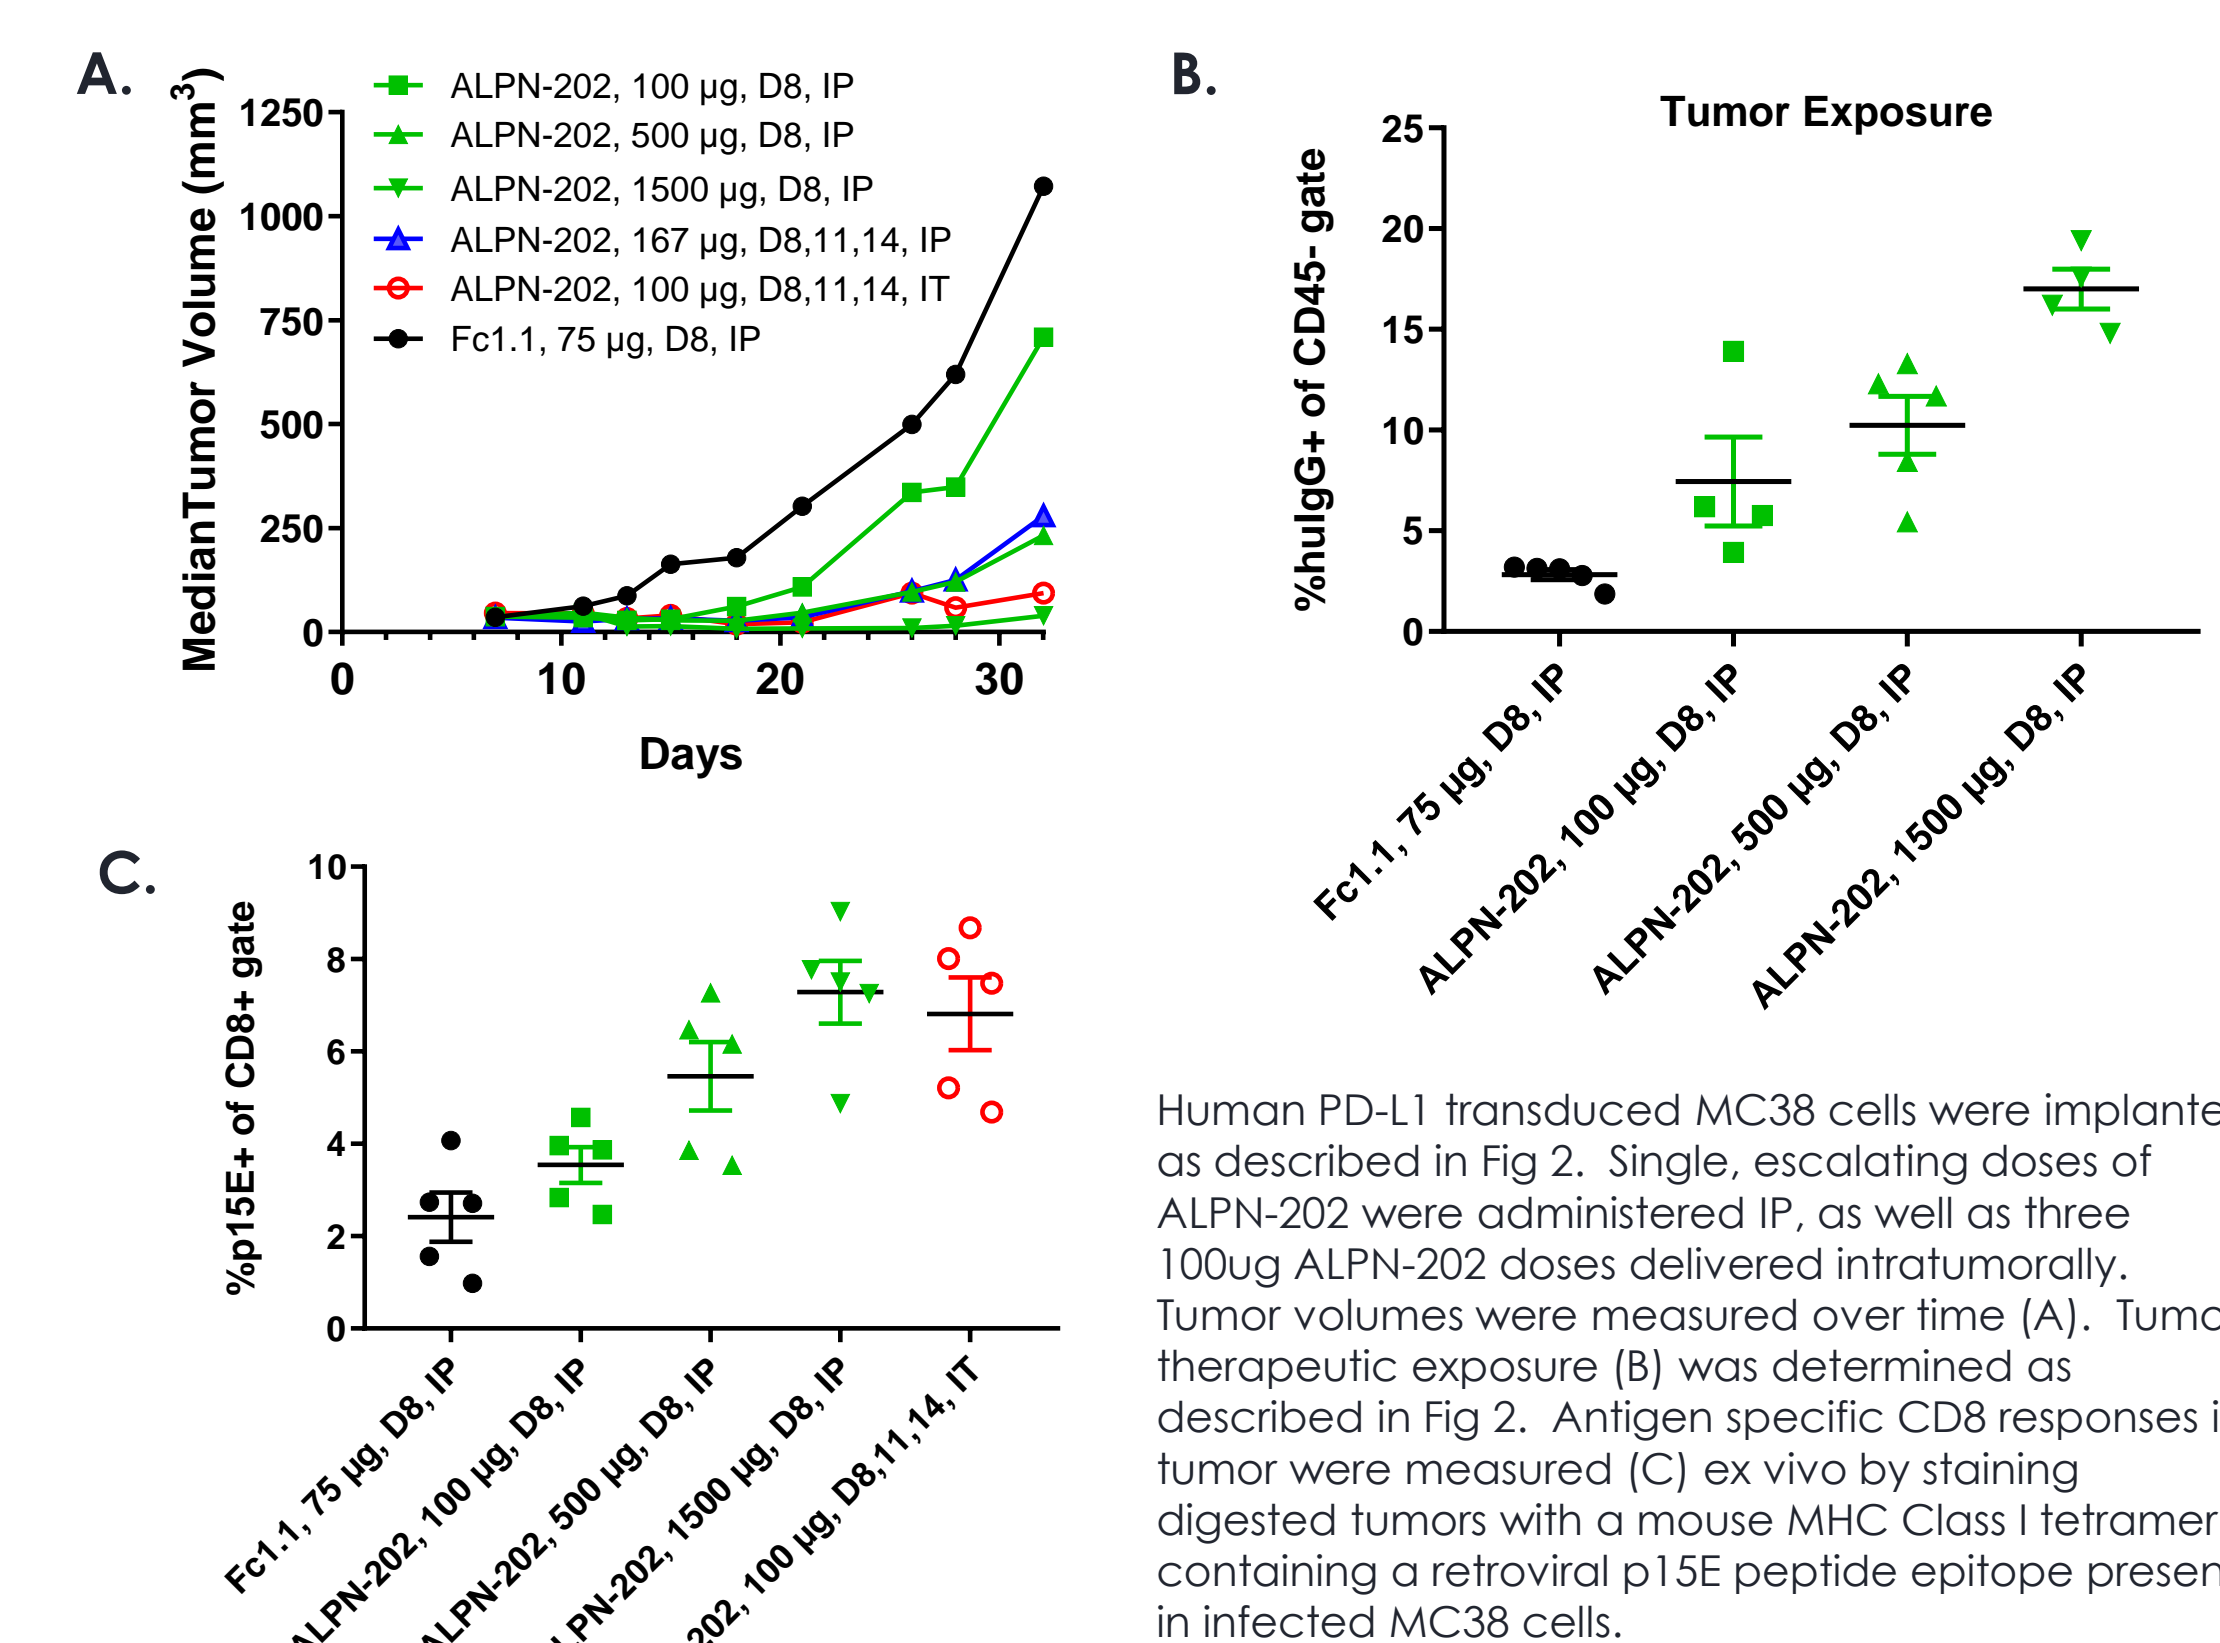 A.
MedianTumor Volume (mm3)
1250
1000
750
500
250
0
ALPN-202, 100 µg, D8, IP
ALPN-202, 500 µg, D8, IP
ALPN-202, 1500 µg, D8, IP
ALPN-202, 167 µg, D8,11,14, IP
ALPN-202, 100 µg, D8,11,14, IT
Fc1.1, 75 µg, D8, IP
0 10 20 30
Days
B.
Tumor Exposure
%huIgG+ of CD45- gate
25
20
15
10
5
0
Fc1.1, 75 µg, D8, IP
ALPN-202, 100 µg, D8, IP
ALPN-202, 500 µg, D8, IP
ALPN-202, 1500 µg, D8, IP
C.
%p15E+ of CD8+ gate
10
8
6
4
2
0
Fc1.1, 75 µg, D8, IP
ALPN-202, 100 µg, D8, IP
ALPN-202, 500 µg, D8, IP
LPN-202, 1500 µg, D8, IP
202, 100 µg, D8,11,14, IT
Human PD-L1 transduced MC38 cells were implante
as described in Fig 2. Single, escalating doses of
ALPN-202 were administered IP, as well as three
100ug ALPN-202 doses delivered intratumorally.
Tumor volumes were measured over time (A). Tumo
therapeutic exposure (B) was determined as
described in Fig 2. Antigen specific CD8 responses i
tumor were measured (C) ex vivo by staining
digested tumors with a mouse MHC Class I tetramer
containing a retroviral p15E peptide epitope presen
in infected MC38 cells.